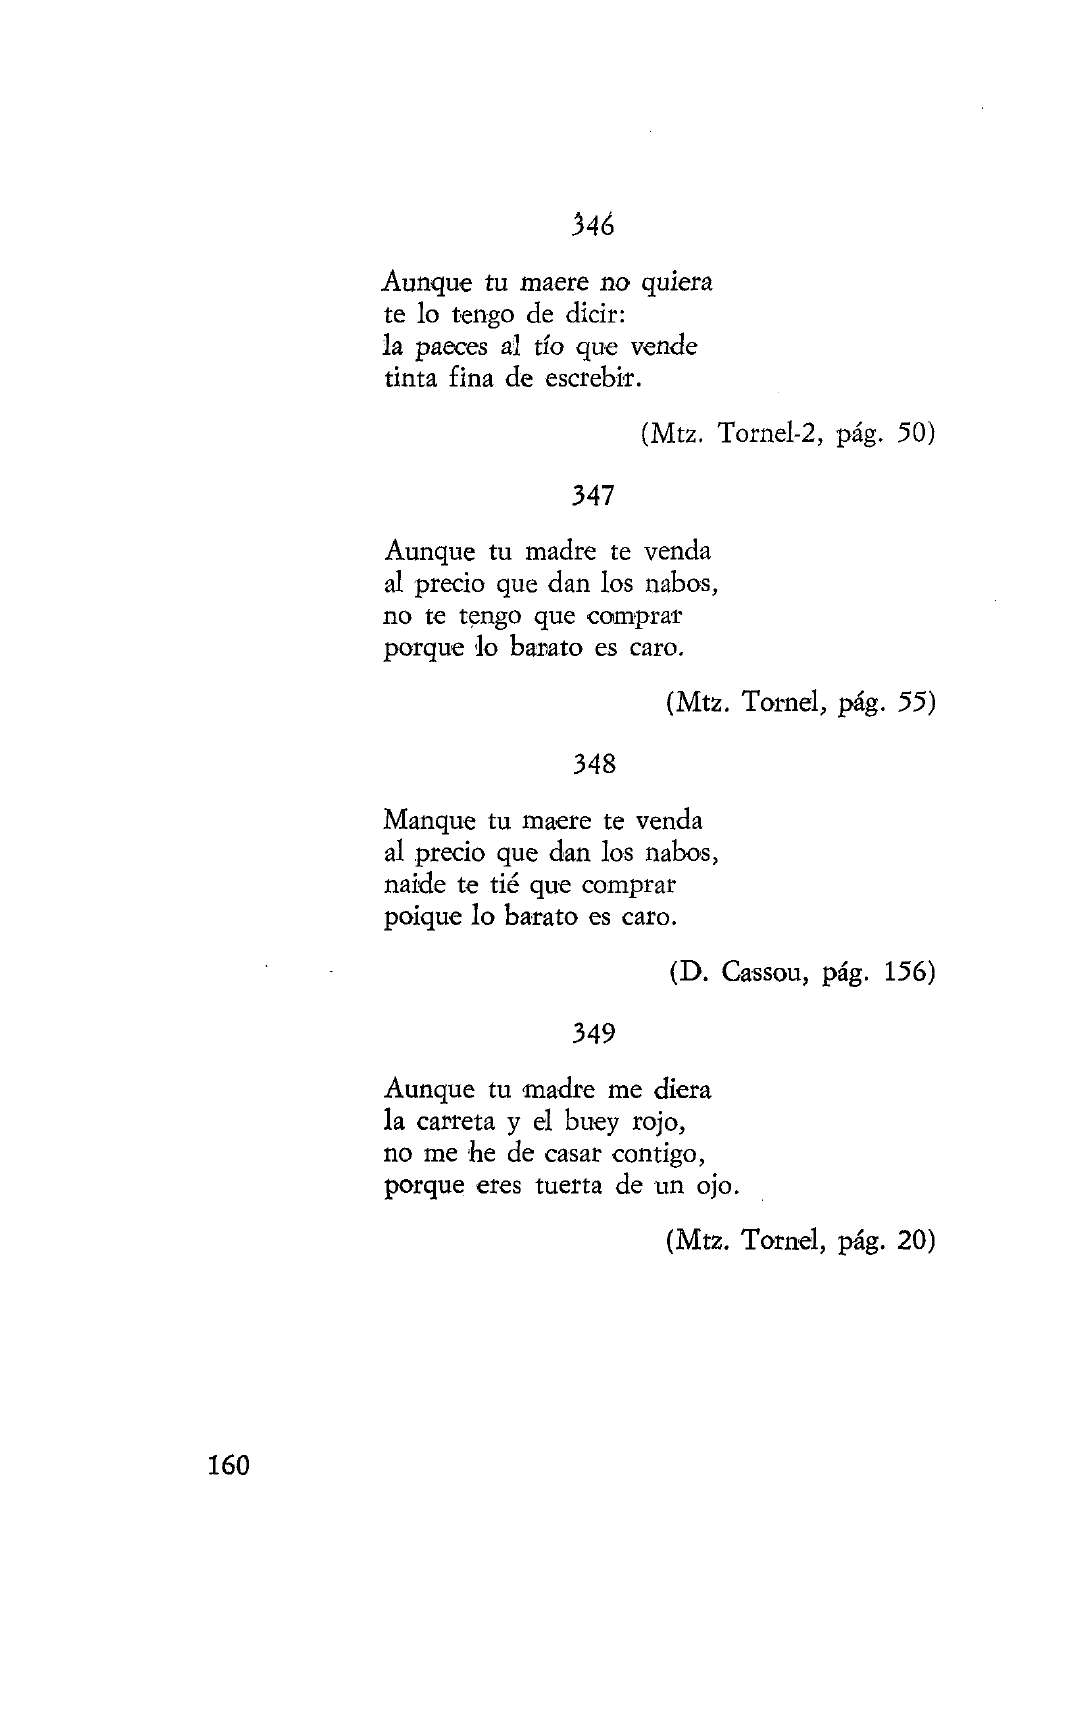 346
Aunque tu maere no quiera
te lo tengo de dicir:
la paeces al tío que vende
tinta fina de escrebir.
(Mtz. Tornel-2, pág. 50)
347
Aunque tu madre te venda
al precio que dan los nabos,
no te tengo que comprar
porque lo barato es caro.
(Mtz. Tornel, pág. 55)
348
Manque tu maere te venda
al precio que dan los nabos,
naide te tié que comprar
poique lo barato es caro.
(D. Cassou, pág. 156)
349
Aunque tu madre me diera
la carreta y el buey rojo,
no me he de casar contigo,
porque eres tuerta de un ojo.
(Mtz. Tornel, pág. 20)
160